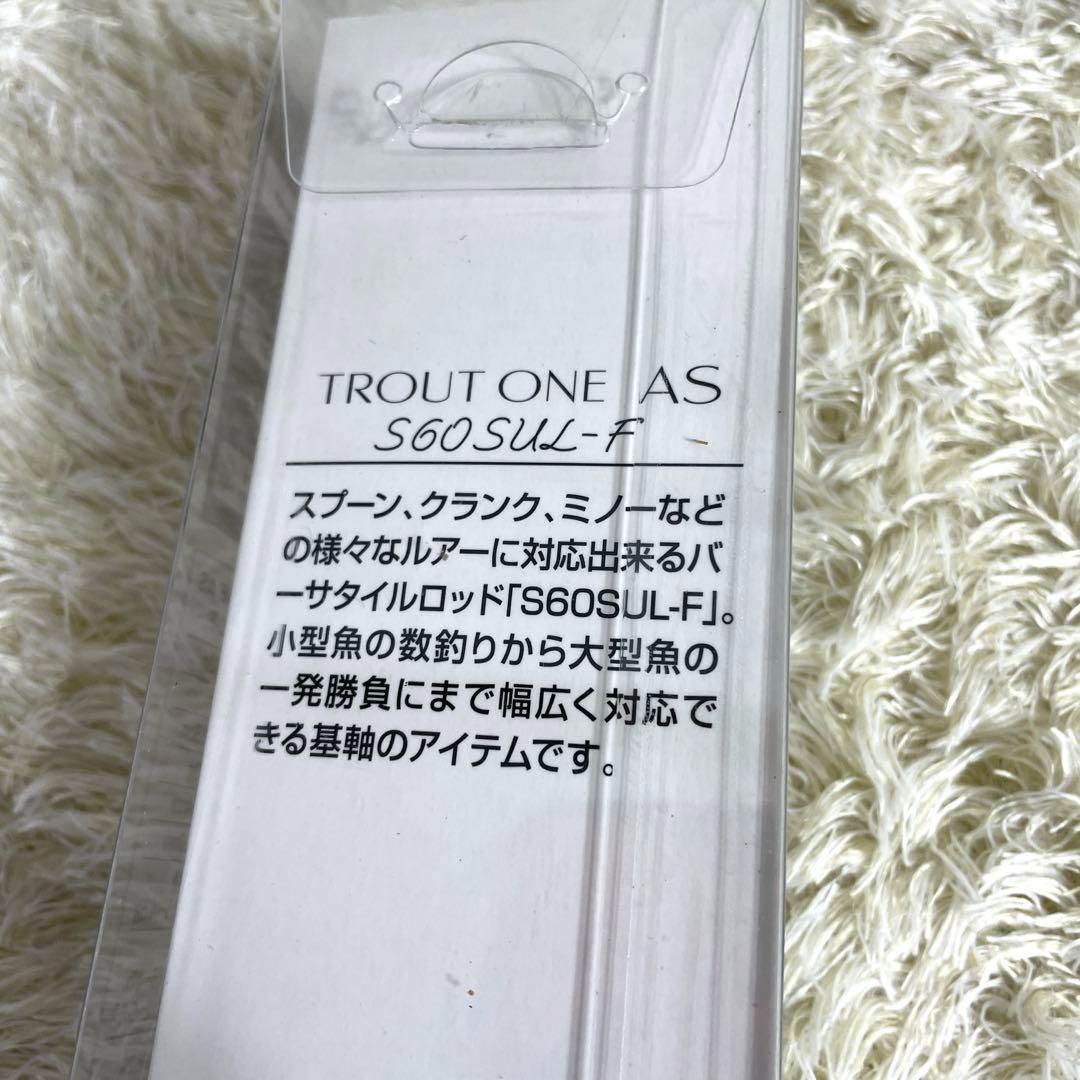 TROUT ONE AS
S60SUL-F
スプーン、クランク、ミノーなど
の様々なルアーに対応出来るバ
ーサタイルロッド「S60SUL-F」。
小型魚の数釣りから大型魚の
一発勝負にまで幅広く対応で
きる基軸のアイテムです。